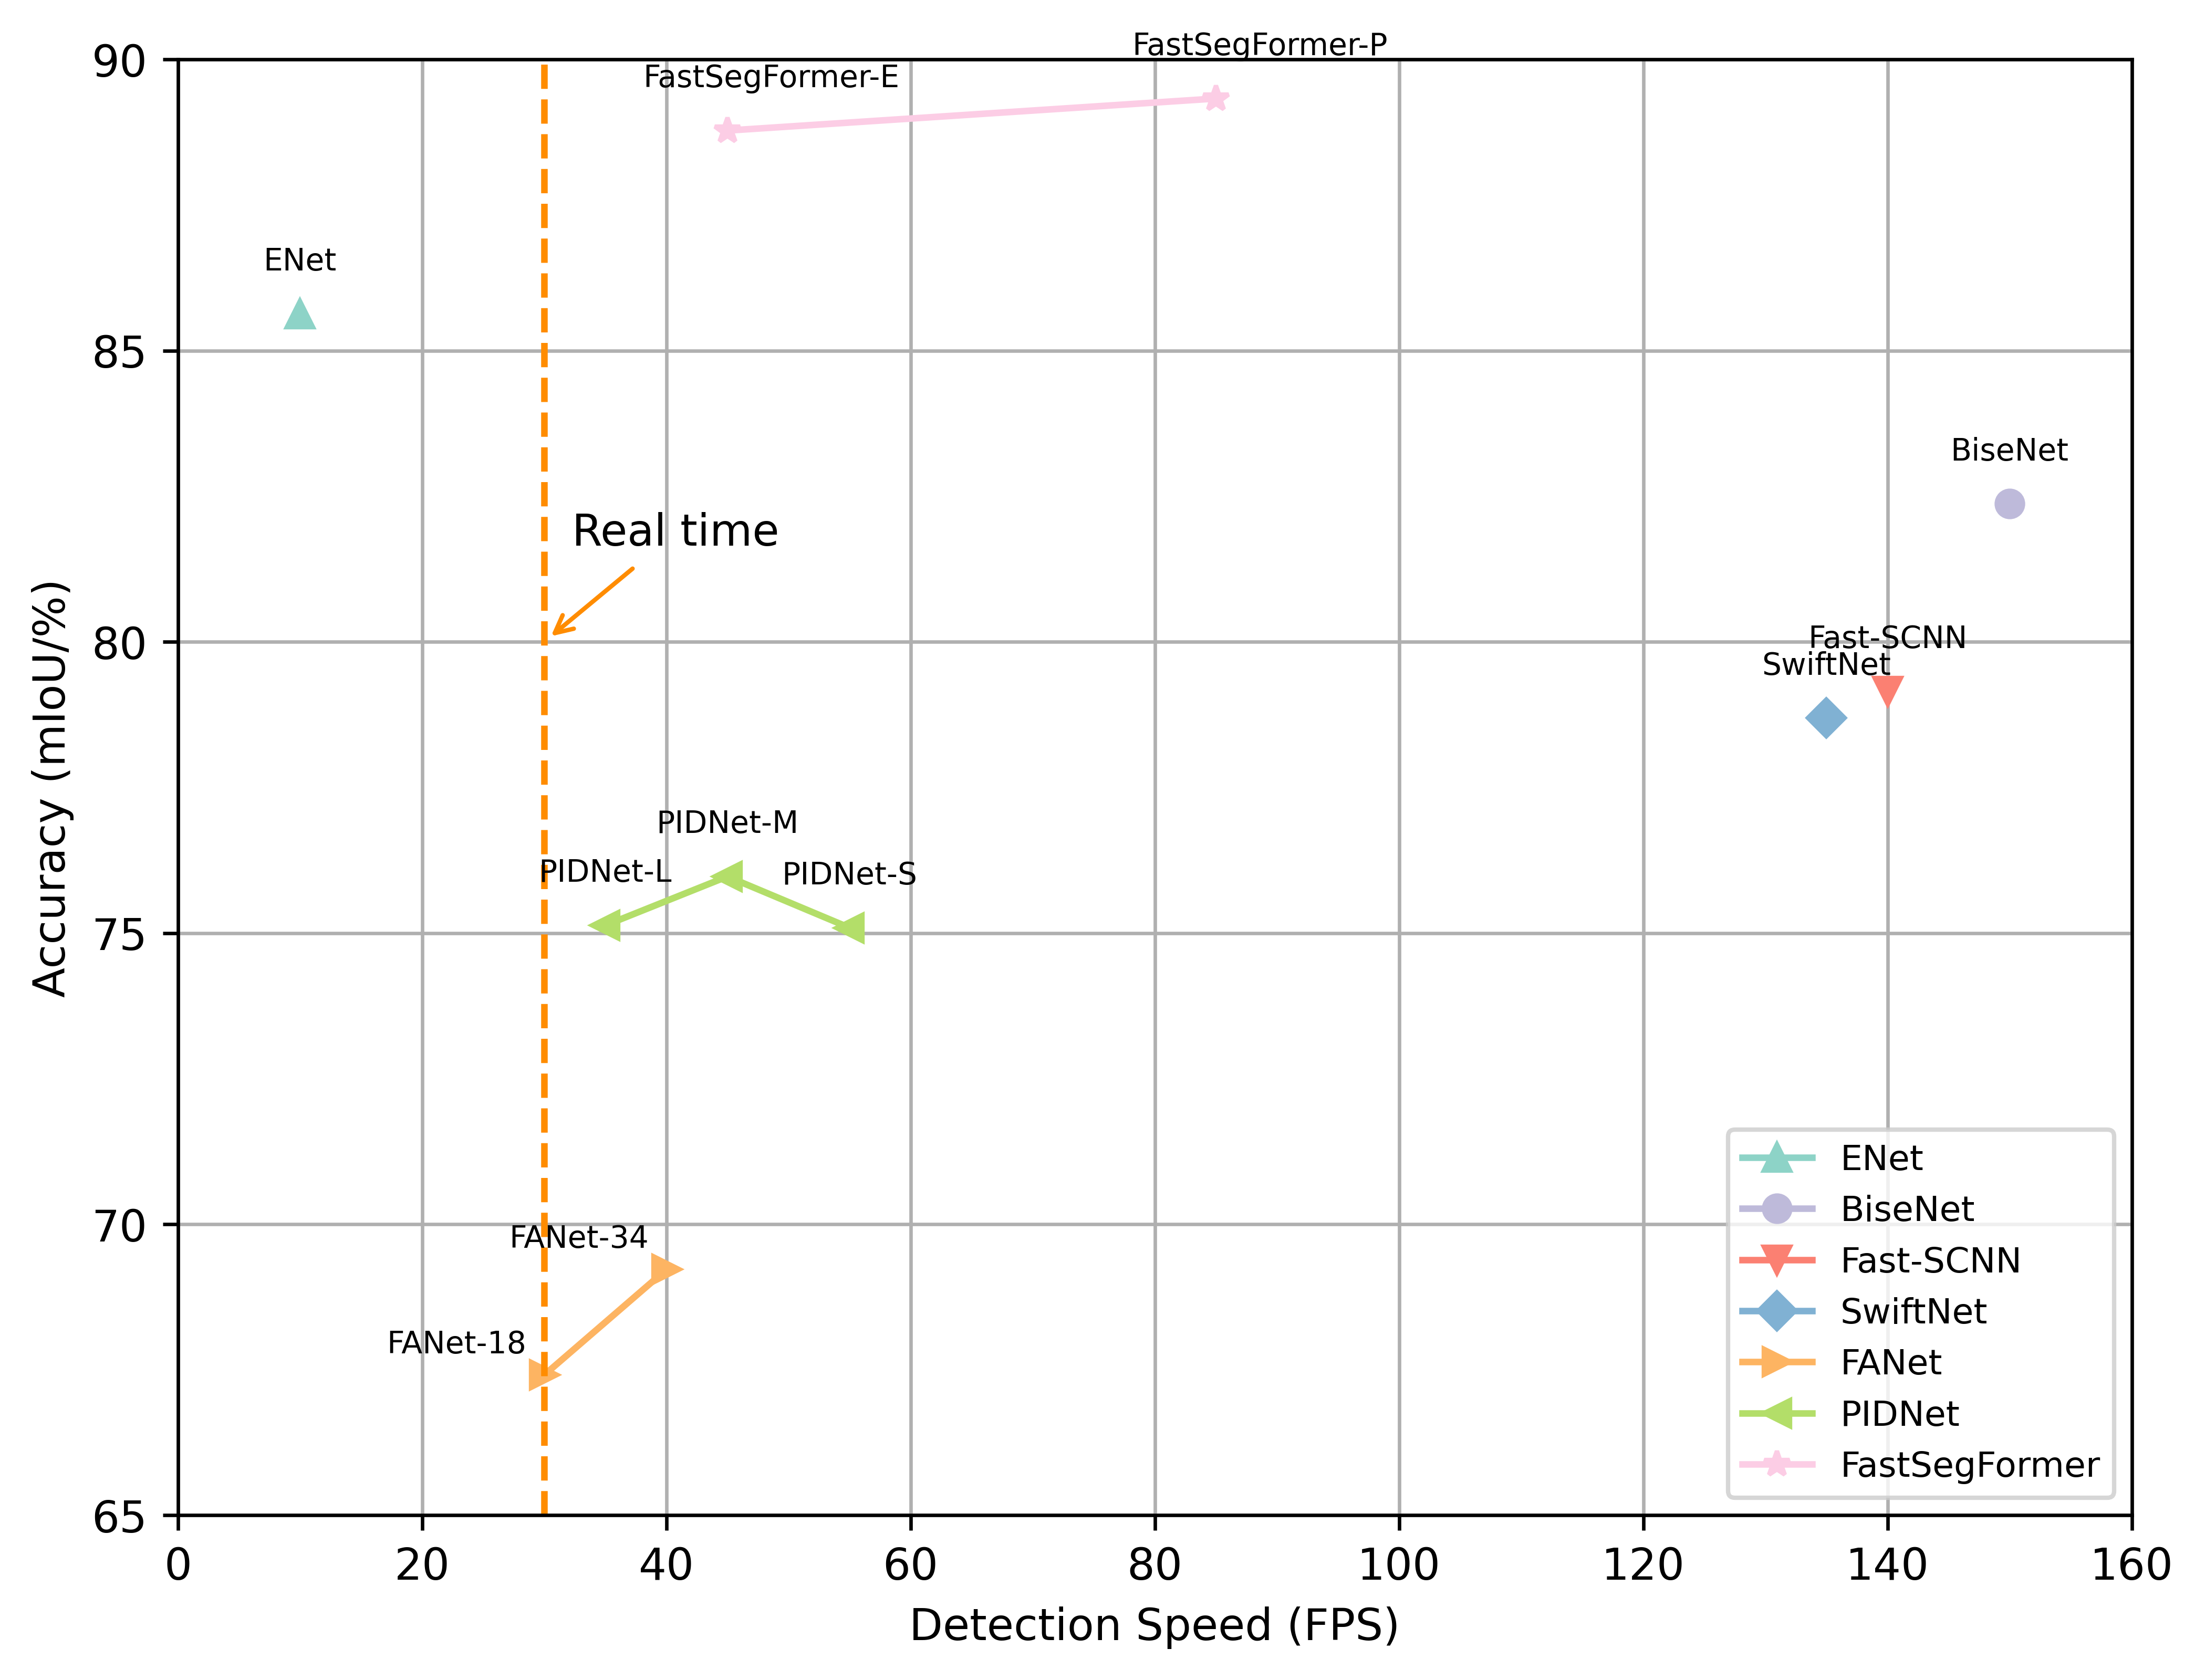 FastSegFormer-P
90
FastSegFormer-E
ENet
85
BiseNet
Real time
80
Fast-SCNN
SwiftNet
Accuracy (mIoU/%)
PIDNet-M
PIDNet-L
PIDNet-S
75
70
FANet-34
FANet-18
65
ENet
BiseNet
Fast-SCNN
SwiftNet
FANet
PIDNet
FastSegFormer
0 20 40 60 80 100 120 140 160
Detection Speed (FPS)